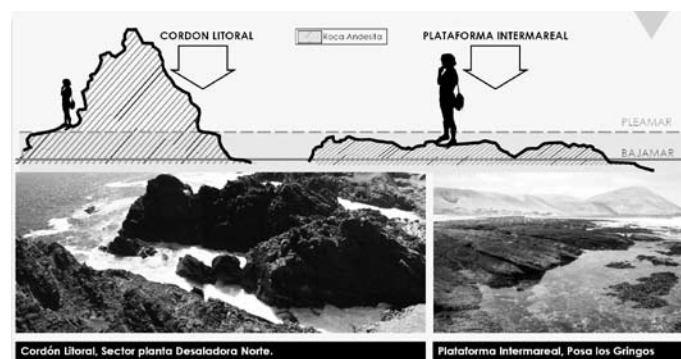 CORDON LITORAL
Roca Andesita
PLATAFORMA INTERMAREAL
PLEAMAR
BAJAMAR
Cordón Litoral, Sector planta Desaladora Norte.
Plataforma Intermareal, Posa los Gringos